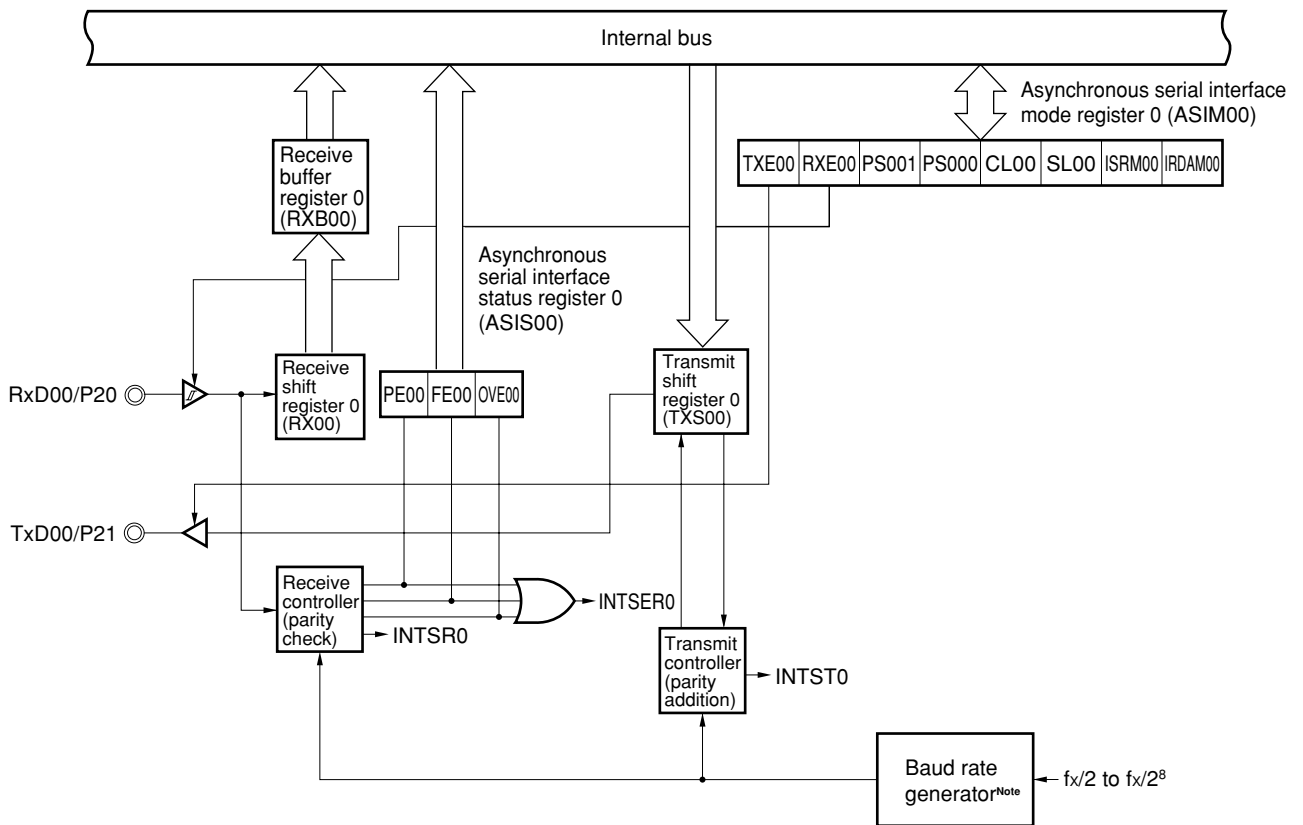 Internal bus
Asynchronous serial interface
mode register 0 (ASIM00)
TXE00 RXE00 PS001 PS000 CL00 SL00 ISRM00 IRDAM00
Receive
buffer
register 0
(RXB00)
Asynchronous
serial interface
status register 0
(ASIS00)
Receive
shift
register 0
(RX00)
PE00 FE00 OVE00
Transmit
shift
register 0
(TXS00)
RxD00/P20
TxD00/P21
Receive
controller
(parity
check)
INTSER0
INTSR0
Transmit
controller
(parity
addition)
INTST0
Baud rate
generatorNote
fx/2 to fx/2⁸